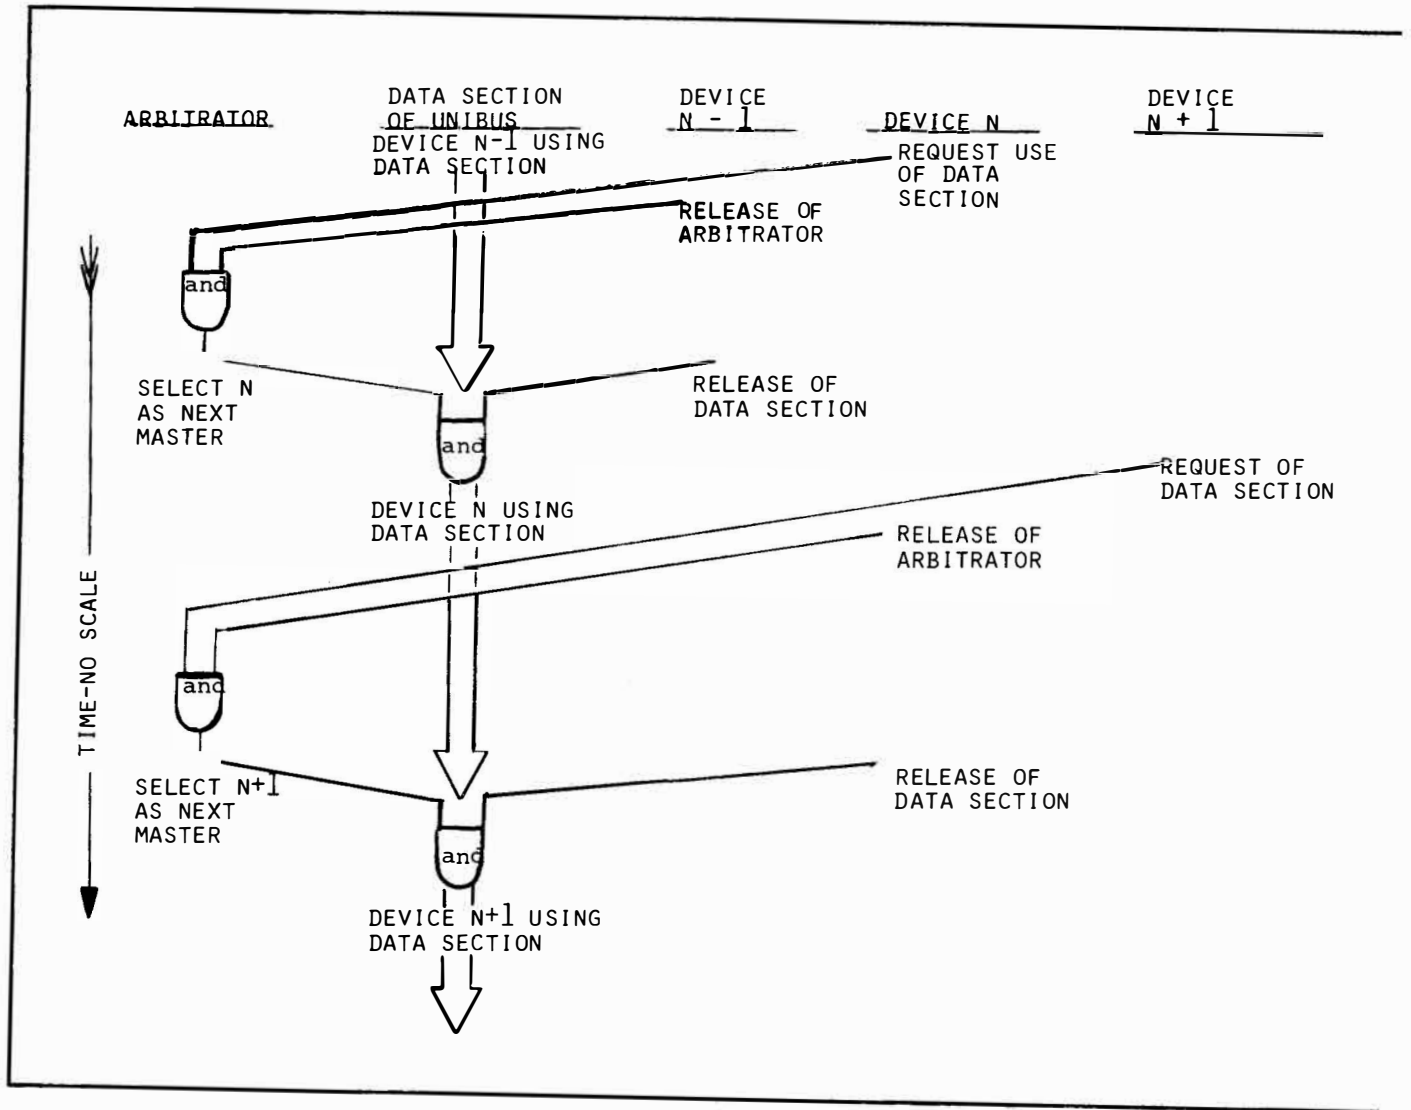 ARBITRATOR
DATA SECTION
OF UNIBUS
DEVICE
N - 1
DEVICE N
DEVICE
N + 1
DEVICE N-1 USING
DATA SECTION
REQUEST USE
OF DATA
SECTION
RELEASE OF
ARBITRATOR
and
SELECT N
AS NEXT
MASTER
RELEASE OF
DATA SECTION
and
REQUEST OF
DATA SECTION
DEVICE N USING
DATA SECTION
RELEASE OF
ARBITRATOR
TIME-NO SCALE
and
SELECT N+1
AS NEXT
MASTER
RELEASE OF
DATA SECTION
and
DEVICE N+1 USING
DATA SECTION